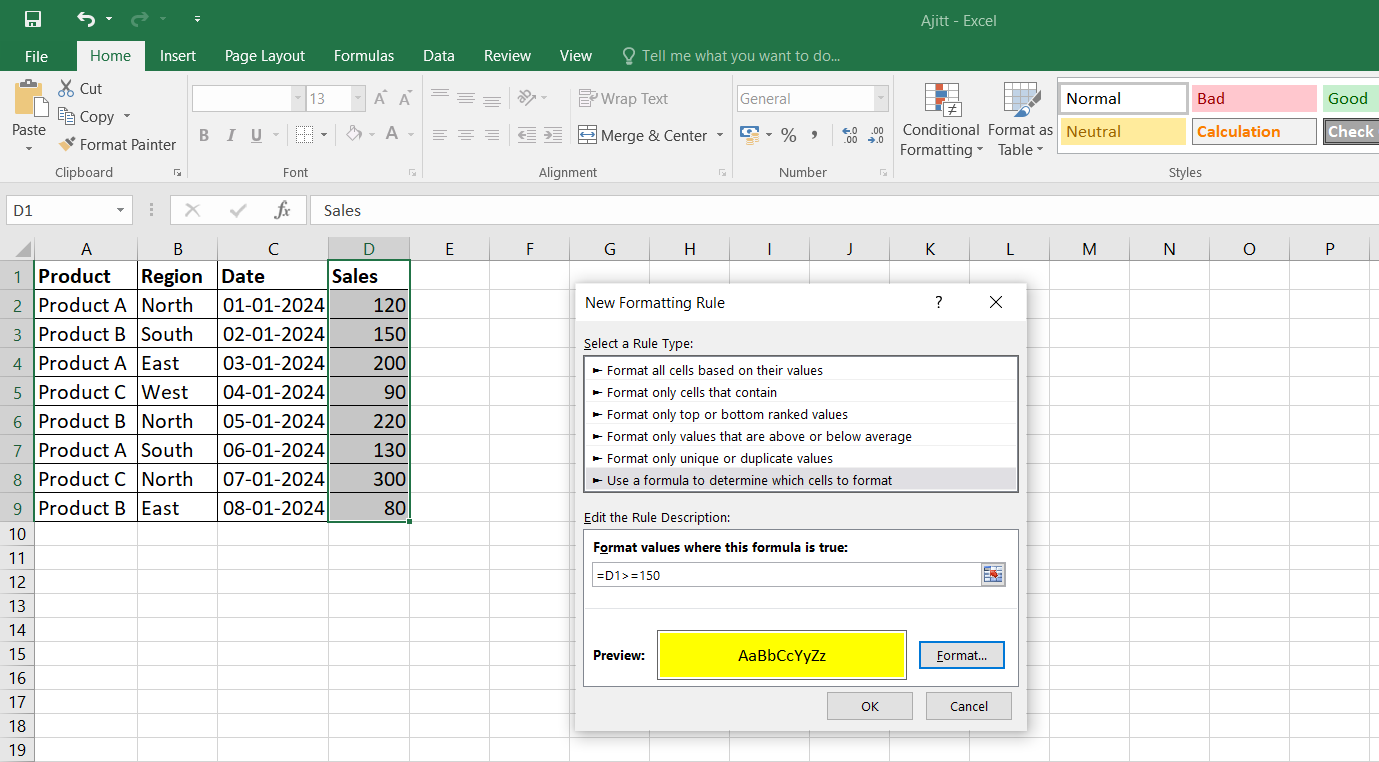 Ajitt - Excel
File Home Insert Page Layout Formulas Data Review View Tell me what you want to do...
Paste
Cut
Copy
Format Painter
Clipboard
13
B I U A
Font
Wrap Text
Merge & Center
Alignment
General
% , .00 .00
Number
Conditional Formatting
Format as Table
Normal Bad Good
Neutral Calculation Check
Styles
D1 fx Sales
A B C D E F G H I J K L M N O P
1 Product Region Date Sales
2 Product A North 01-01-2024 120
3 Product B South 02-01-2024 150
4 Product A East 03-01-2024 200
5 Product C West 04-01-2024 90
6 Product B North 05-01-2024 220
7 Product A South 06-01-2024 130
8 Product C North 07-01-2024 300
9 Product B East 08-01-2024 80
10
11
12
13
14
15
16
17
18
19
New Formatting Rule ?
Select a Rule Type:
► Format all cells based on their values
► Format only cells that contain
► Format only top or bottom ranked values
► Format only values that are above or below average
► Format only unique or duplicate values
► Use a formula to determine which cells to format
Edit the Rule Description:
Format values where this formula is true:
=D1>=150
Preview: AaBbCcYyZz Format...
OK Cancel